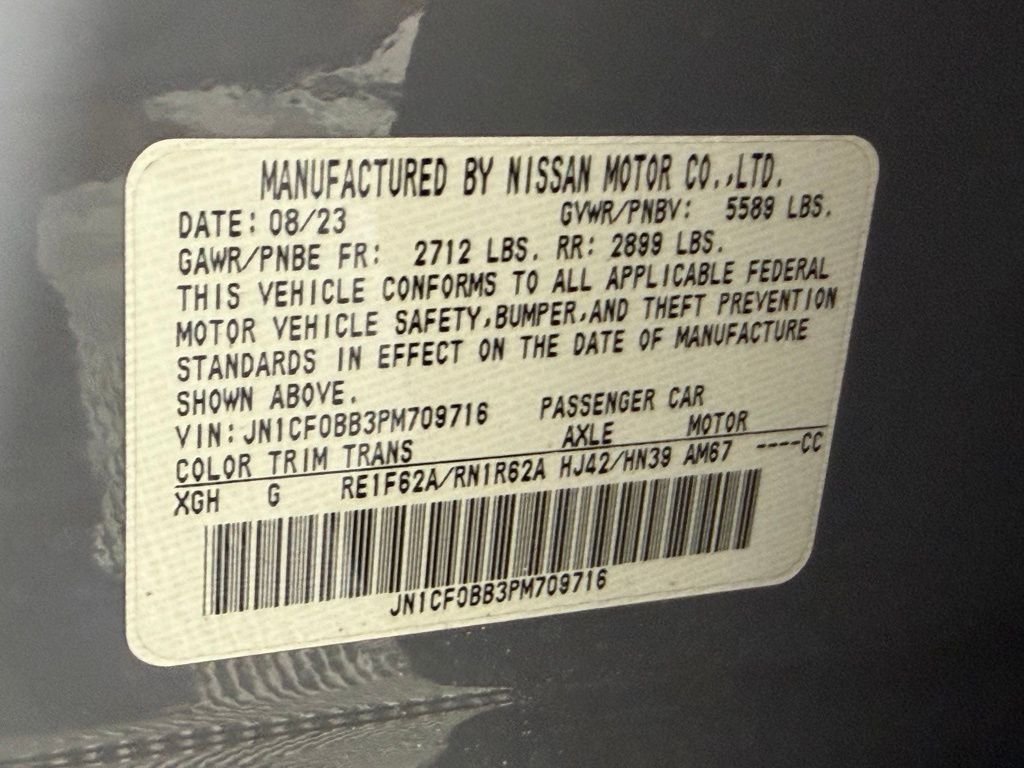 MANUFACTURED BY NISSAN MOTOR CO.,LTD.
DATE: 08/23 GVWR/PNBV: 5589 LBS.
GAWR/PNBE FR: 2712 LBS. RR: 2899 LBS.
THIS VEHICLE CONFORMS TO ALL APPLICABLE FEDERAL
MOTOR VEHICLE SAFETY,BUMPER,AND THEFT PREVENTION
STANDARDS IN EFFECT ON THE DATE OF MANUFACTURE
SHOWN ABOVE.
VIN: JN1CF0BB3PM709716 PASSENGER CAR
COLOR TRIM TRANS AXLE MOTOR
XGH G RE1F62A/RN1R62A HJ42/HN39 AM67 ----CC
JN1CF0BB3PM709716